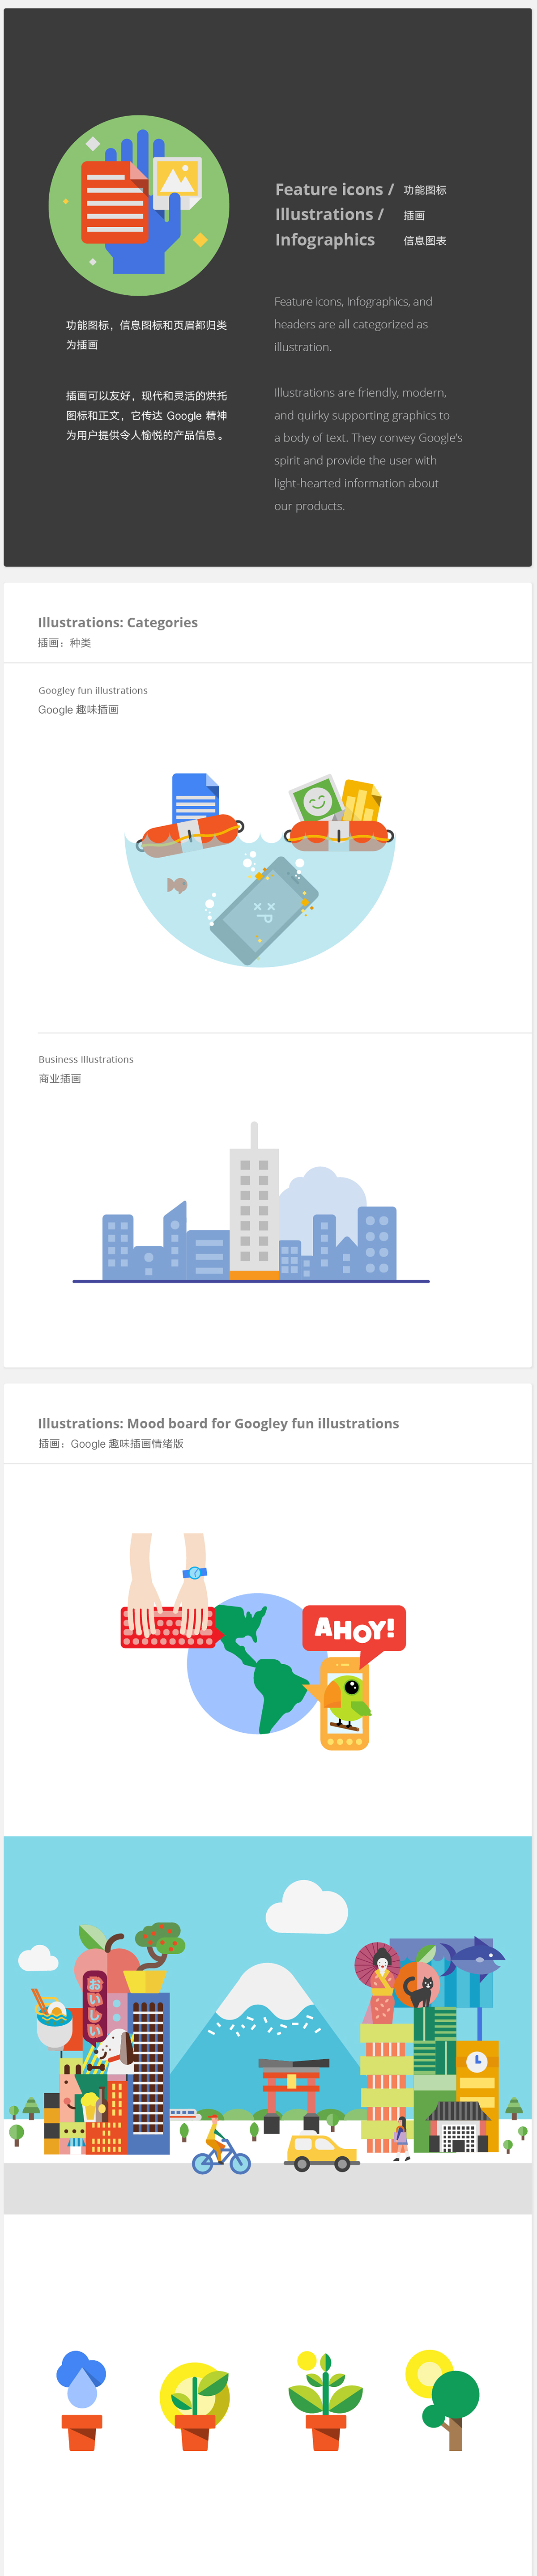 Feature icons / 功能图标
Illustrations / 插画
Infographics 信息图表
功能图标，信息图标和页眉都归类
为插画
插画可以友好，现代和灵活的烘托
图标和正文，它传达 Google 精神
为用户提供令人愉悦的产品信息。
Feature icons, Infographics, and
headers are all categorized as
illustration.
Illustrations are friendly, modern,
and quirky supporting graphics to
a body of text. They convey Google’s
spirit and provide the user with
light-hearted information about
our products.
Illustrations: Categories
插画：种类
Googley fun illustrations
Google 趣味插画
Business Illustrations
商业插画
Illustrations: Mood board for Googley fun illustrations
插画：Google 趣味插画情绪版
AHOY!
おいしい